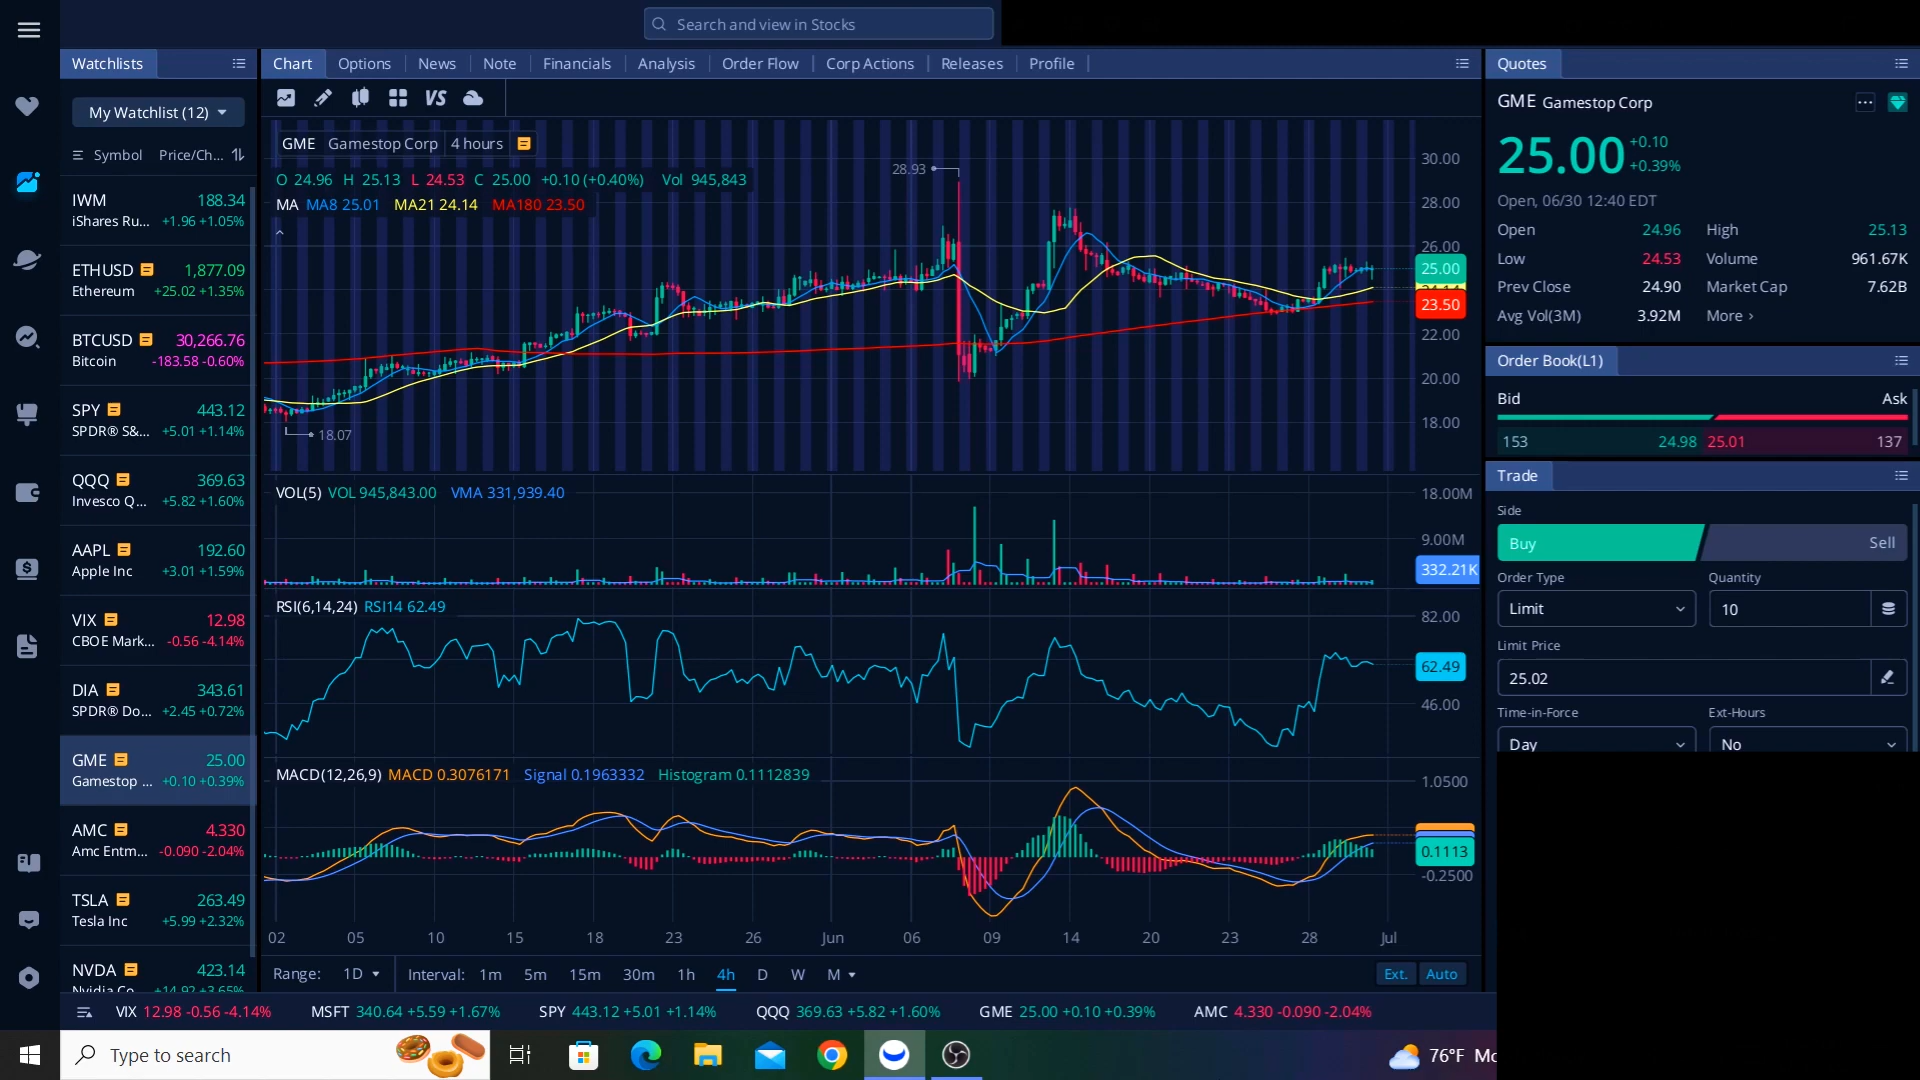 Search and view in Stocks
Watchlists
My Watchlist (12)
Symbol Price/Ch...
IWM 188.34
iShares Ru... +1.96 +1.05%
ETHUSD 1,877.09
Ethereum +25.02 +1.35%
BTCUSD 30,266.76
Bitcoin -183.58 -0.60%
SPY 443.12
SPDR® S&... +5.01 +1.14%
QQQ 369.63
Invesco Q... +5.82 +1.60%
AAPL 192.60
Apple Inc +3.01 +1.59%
VIX 12.98
CBOE Mark... -0.56 -4.14%
DIA 343.61
SPDR® Do... +2.45 +0.72%
GME 25.00
Gamestop ... +0.10 +0.39%
AMC 4.330
Amc Entm... -0.090 -2.04%
TSLA 263.49
Tesla Inc +5.99 +2.32%
NVDA 423.14
Nvidia Co +14.92 +3.65%
Chart Options News Note Financials Analysis Order Flow Corp Actions Releases Profile
VS
GME Gamestop Corp 4 hours
O 24.96 H 25.13 L 24.53 C 25.00 +0.10 (+0.40%) Vol 945,843
MA MA8 25.01 MA21 24.14 MA180 23.50
28.93
18.07
30.00
28.00
26.00
25.00
23.50
22.00
20.00
18.00
VOL(5) VOL 945,843.00 VMA 331,939.40
18.00M
9.00M
332.21K
RSI(6,14,24) RSI14 62.49
82.00
62.49
46.00
MACD(12,26,9) MACD 0.3076171 Signal 0.1963332 Histogram 0.1112839
1.0500
0.1113
-0.2500
02 05 10 15 18 23 26 Jun 06 09 14 20 23 28 Jul
Range: 1D Interval: 1m 5m 15m 30m 1h 4h D W M Ext. Auto
Quotes
GME Gamestop Corp
25.00 +0.10
+0.39%
Open, 06/30 12:40 EDT
Open 24.96 High 25.13
Low 24.53 Volume 961.67K
Prev Close 24.90 Market Cap 7.62B
Avg Vol(3M) 3.92M More ›
Order Book(L1)
Bid Ask
153 24.98 25.01 137
Trade
Side
Buy Sell
Order Type Quantity
Limit 10
Limit Price
25.02
Time-in-Force Ext-Hours
Day No
VIX 12.98 -0.56 -4.14% MSFT 340.64 +5.59 +1.67% SPY 443.12 +5.01 +1.14% QQQ 369.63 +5.82 +1.60% GME 25.00 +0.10 +0.39% AMC 4.330 -0.090 -2.04%
Type to search
76°F